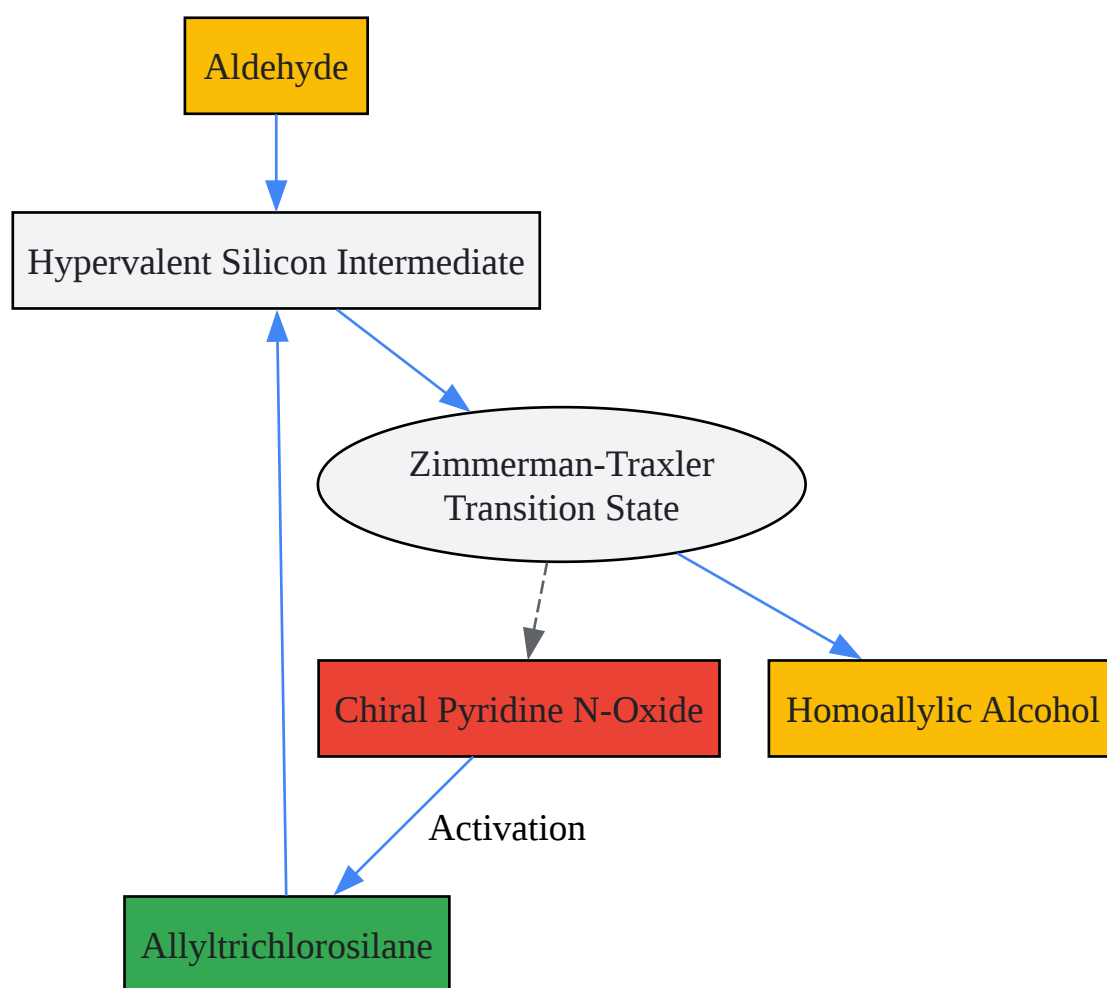 Aldehyde
Hypervalent Silicon Intermediate
Zimmerman-Traxler
Transition State
Chiral Pyridine N-Oxide
Homoallylic Alcohol
Activation
Allyltrichlorosilane